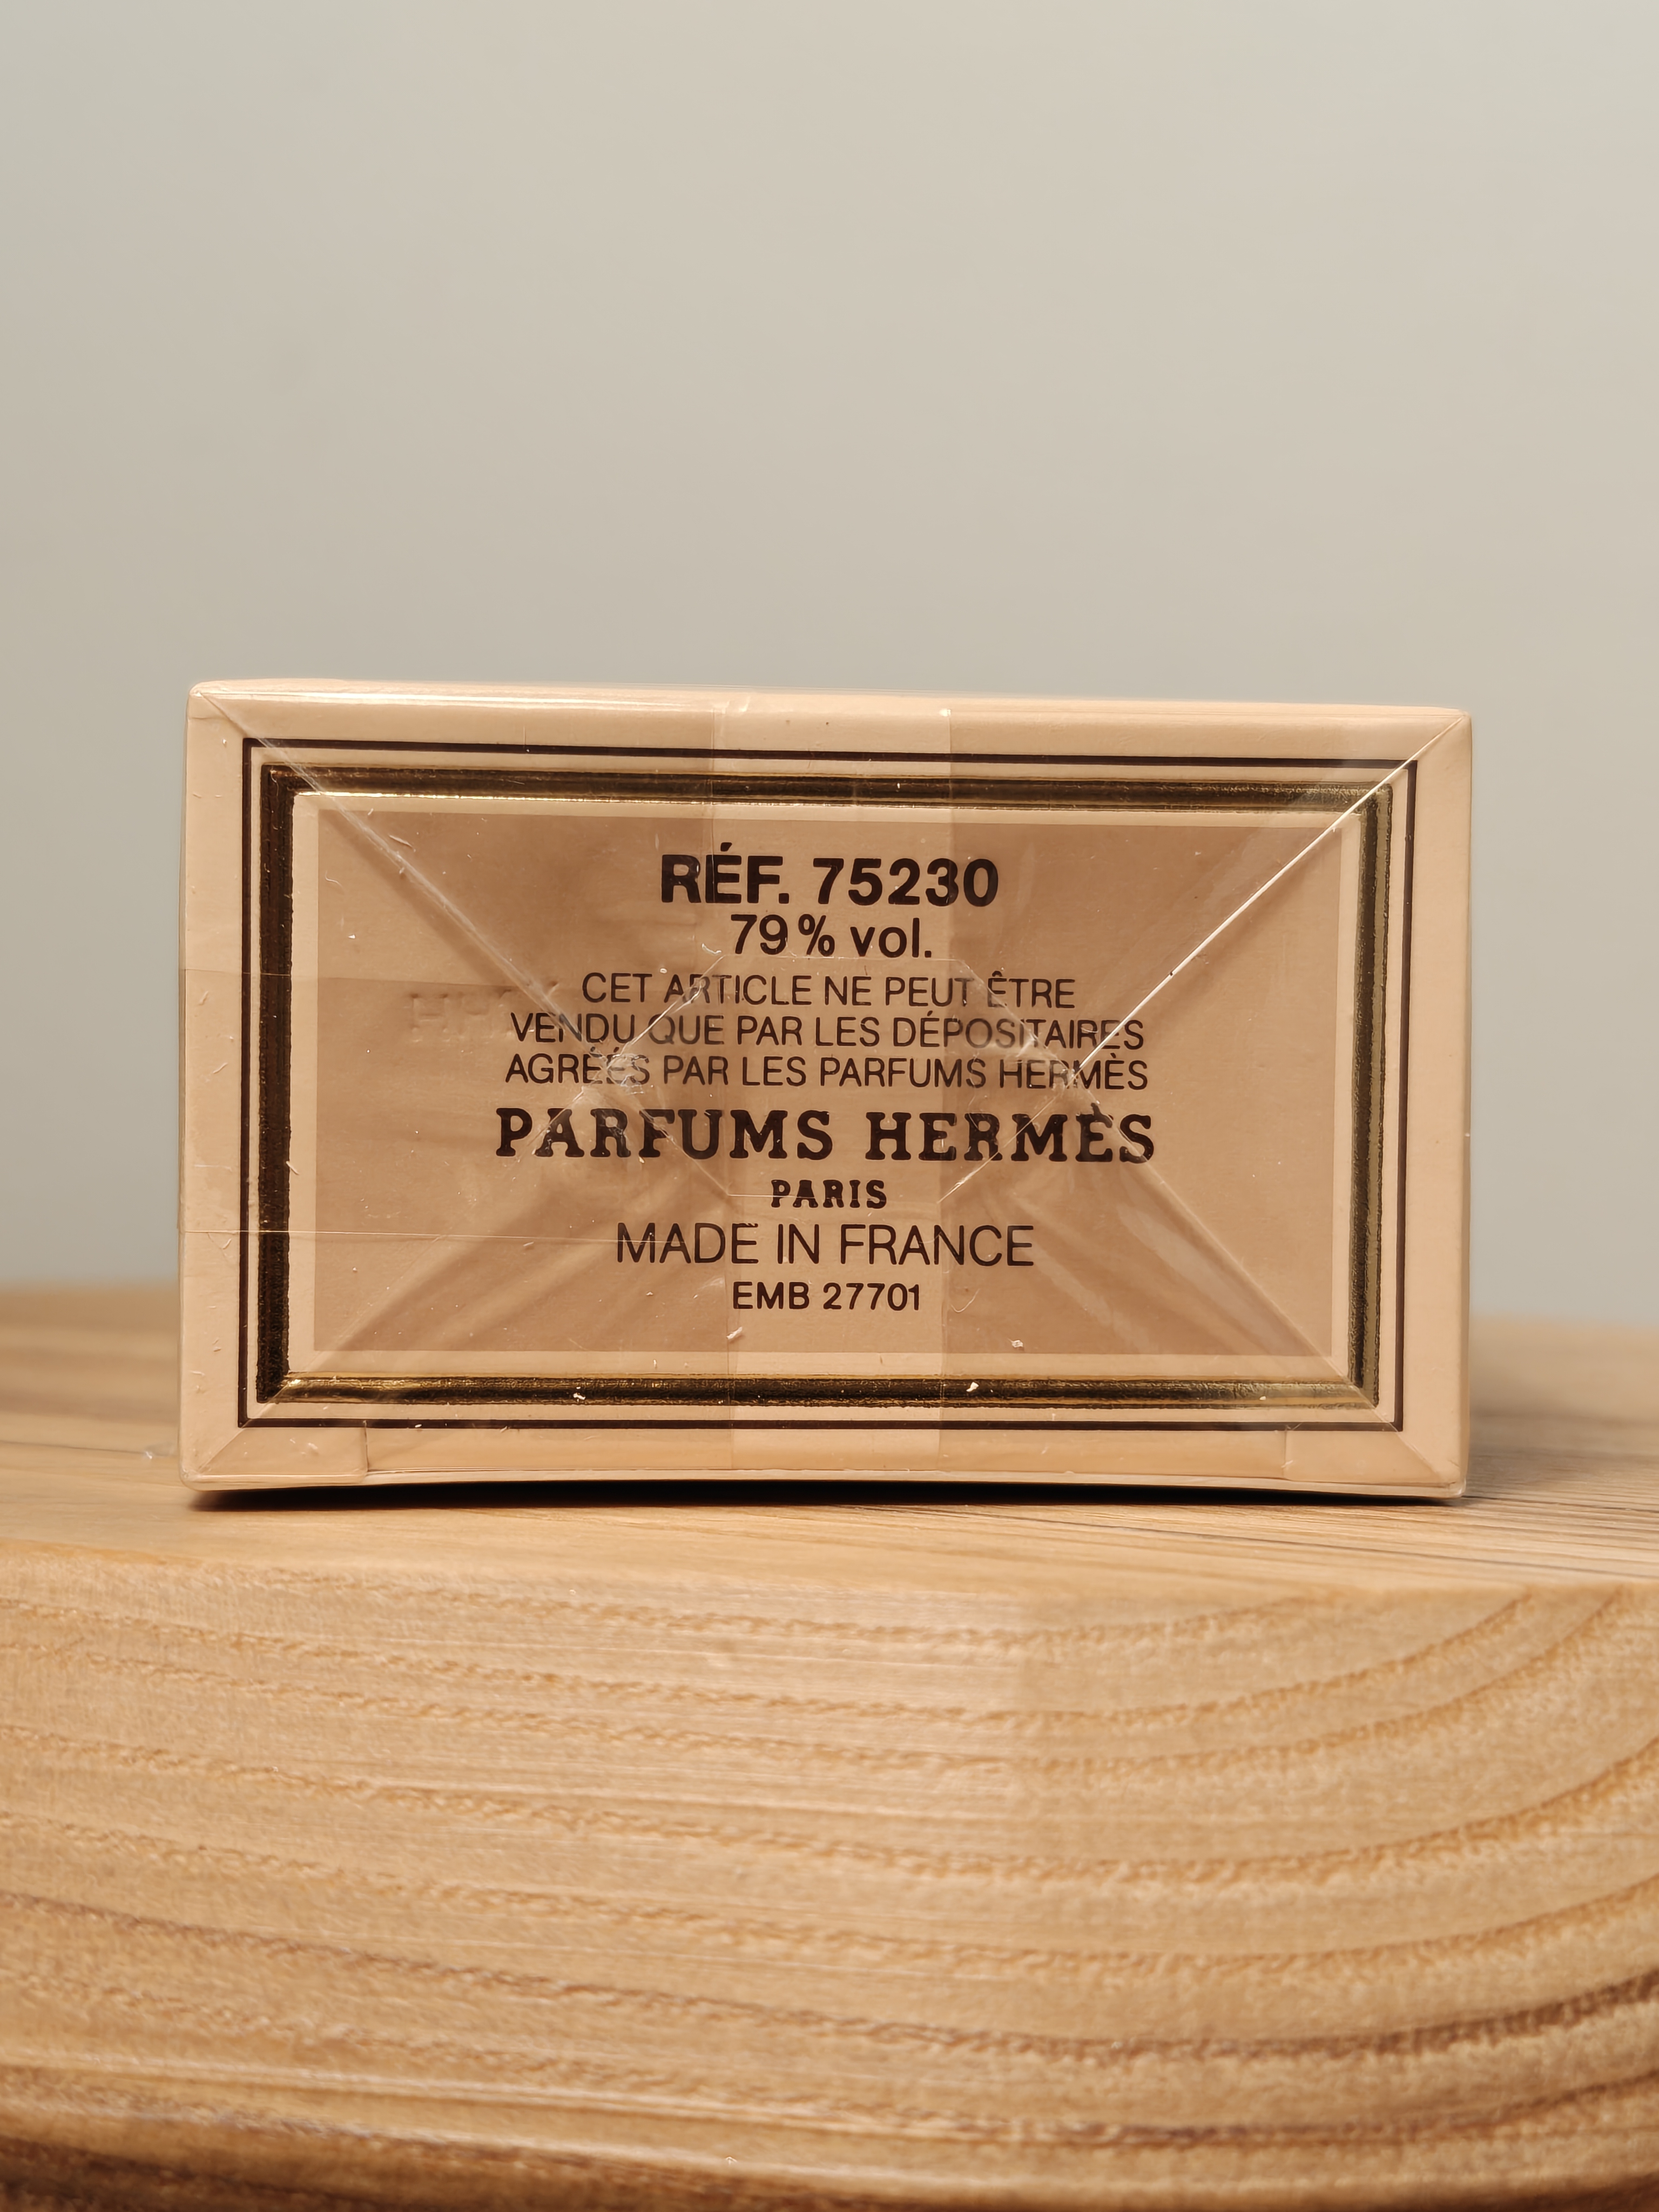 RÉF. 75230
79% vol.
CET ARTICLE NE PEUT ÊTRE
VENDU QUE PAR LES DÉPOSITAIRES
AGRÉÉS PAR LES PARFUMS HERMÈS
PARFUMS HERMÈS
PARIS
MADE IN FRANCE
EMB 27701